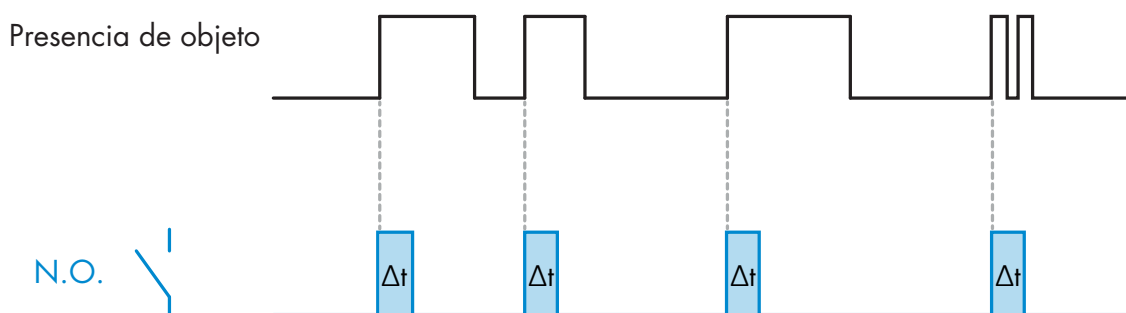 Presencia de objeto
N.O.
Δt Δt Δt Δt